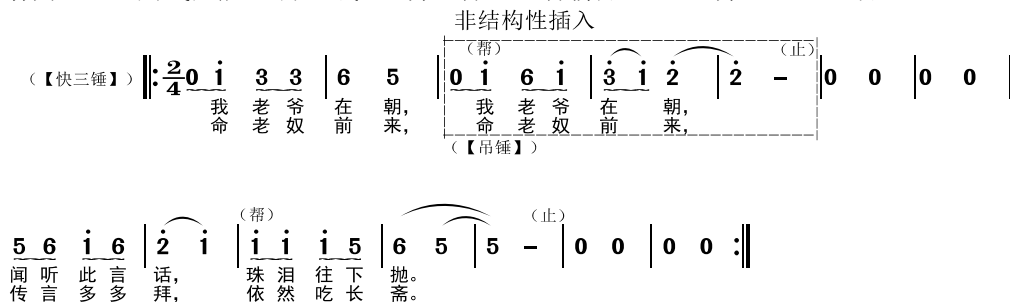 非结构性插入
（帮） （止）
（【快三锤】） 2/4 0 1 3 3 6 5 0 1 6 1 3 1 2 2 – 0 0 0 0
我 老 爷 在 朝， 我 老 爷 在 朝，
命 老 奴 前 来， 命 老 奴 前 来，
（【吊锤】）
（帮） （止）
5 6 1 6 2 1 1 1 1 5 6 5 5 – 0 0 0 0
闻 听 此 言 话， 珠 泪 往 下 抛。
传 言 多 多 拜， 依 然 吃 长 斋。